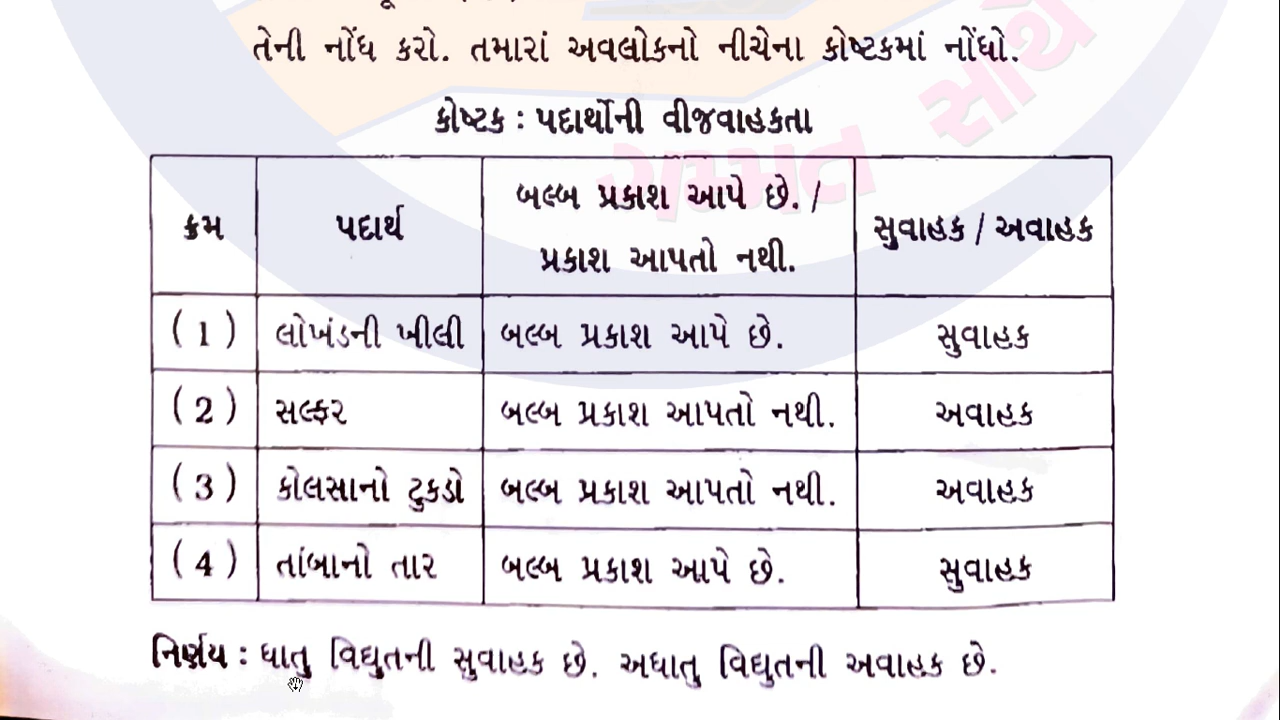 તેની નોંધ કરો. તમારાં અવલોકનો નીચેના કોષ્ટકમાં નોંધો.
કોષ્ટક : પદાર્થોની વીજવાહકતા
ક્રમ પદાર્થ બલ્બ પ્રકાશ આપે છે. / પ્રકાશ આપતો નથી. સુવાહક / અવાહક
(1) લોખંડની ખીલી બલ્બ પ્રકાશ આપે છે. સુવાહક
(2) સલ્ફર બલ્બ પ્રકાશ આપતો નથી. અવાહક
(3) કોલસાનો ટુકડો બલ્બ પ્રકાશ આપતો નથી. અવાહક
(4) તાંબાનો તાર બલ્બ પ્રકાશ આપે છે. સુવાહક
નિર્ણય : ધાતુ વિદ્યુતની સુવાહક છે. અધાતુ વિદ્યુતની અવાહક છે.
ગમ્મત સાથે